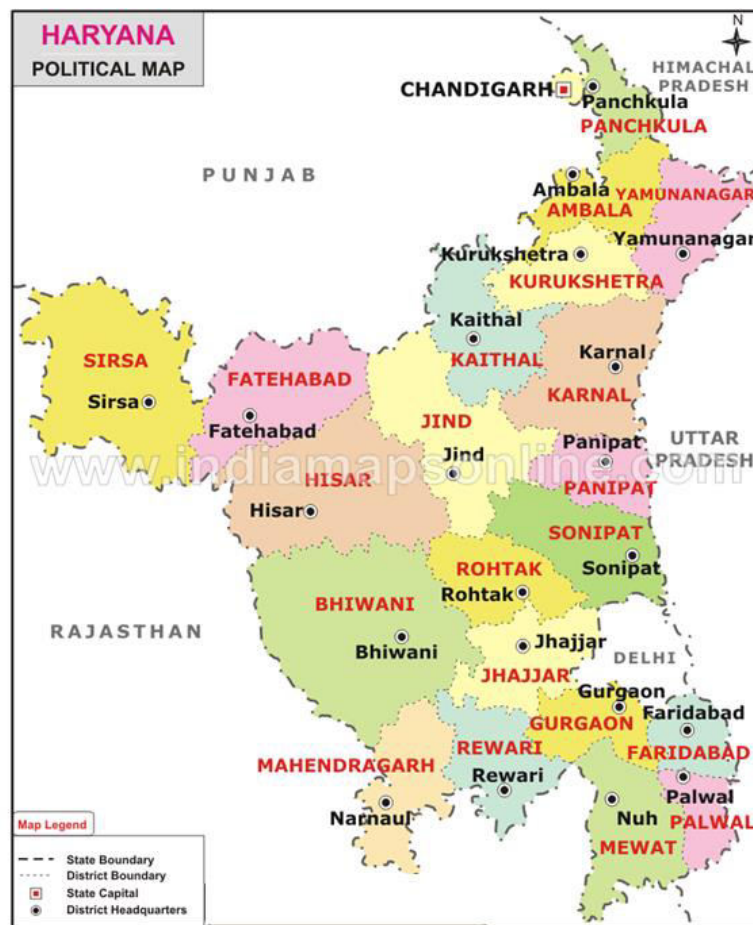 HARYANA
POLITICAL MAP
N
HIMACHAL
PRADESH
CHANDIGARH
Panchkula
PANCHKULA
PUNJAB
Ambala
AMBALA
YAMUNANAGAR
Kurukshetra
Yamunanagar
KURUKSHETRA
Kaithal
KAITHAL
Karnal
KARNAL
SIRSA
Sirsa
FATEHABAD
Fatehabad
JIND
Jind
Panipat
PANIPAT
UTTAR
PRADESH
www.indiamapsonline.com
HISAR
Hisar
SONIPAT
Sonipat
ROHTAK
Rohtak
BHIWANI
Bhiwani
RAJASTHAN
Jhajjar
JHAJJAR
DELHI
Gurgaon
GURGAON
Faridabad
FARIDABAD
MAHENDRAGARH
REWARI
Rewari
Narnaul
Palwal
PALWAL
Nuh
MEWAT
Map Legend
State Boundary
District Boundary
State Capital
District Headquarters